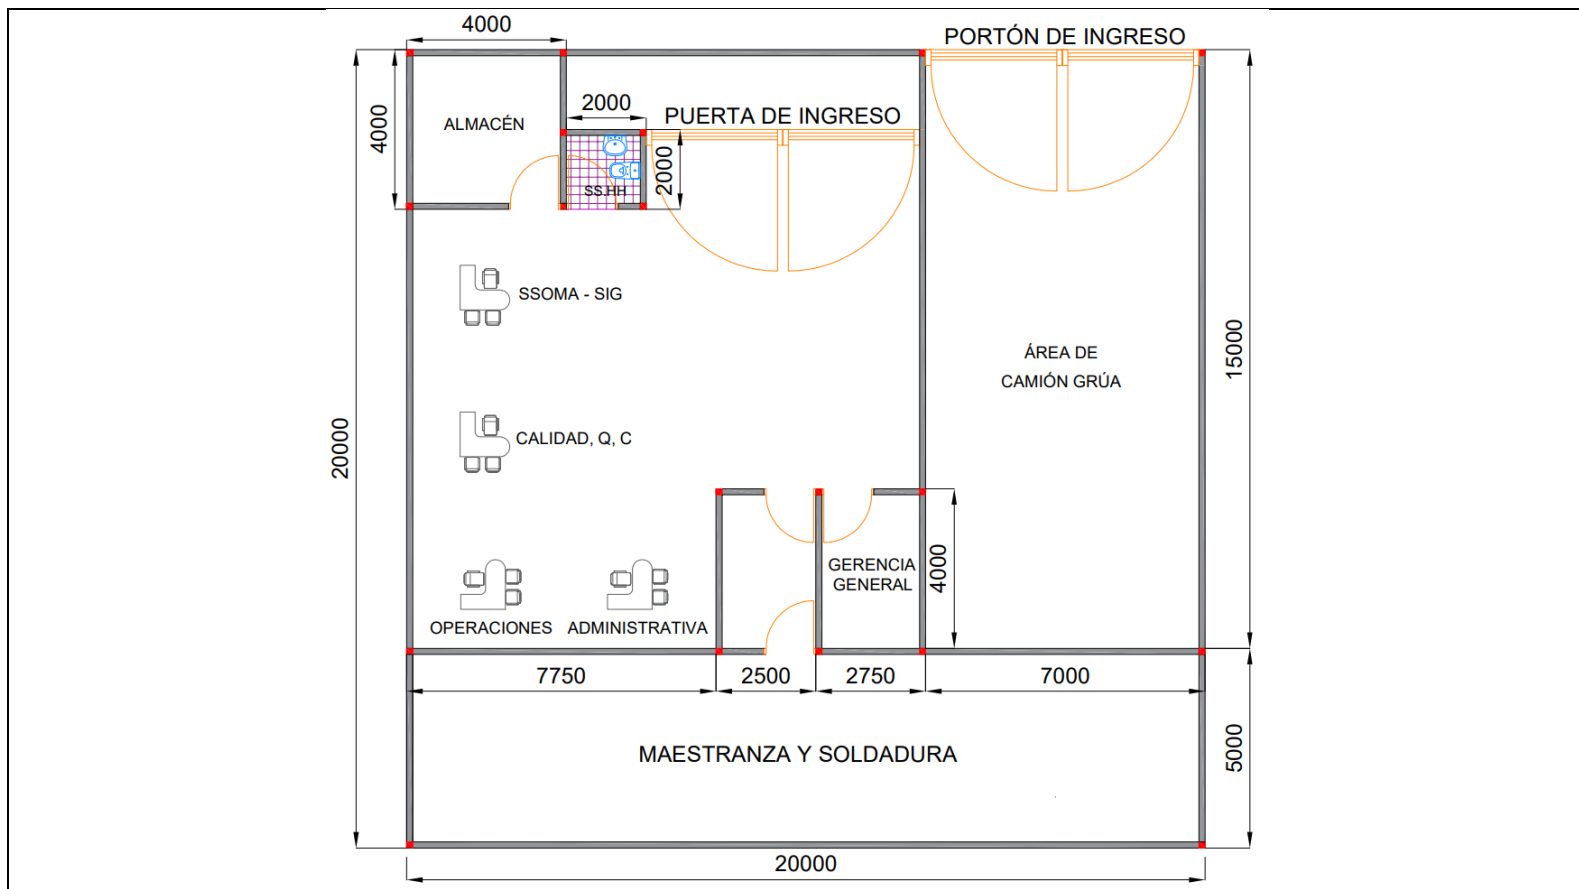 4000
PORTÓN DE INGRESO
2000
PUERTA DE INGRESO
ALMACÉN
4000
2000
SS.HH
SSOMA - SIG
15000
ÁREA DE
CAMIÓN GRÚA
20000
CALIDAD, Q, C
GERENCIA
GENERAL
4000
OPERACIONES
ADMINISTRATIVA
7750
2500
2750
7000
MAESTRANZA Y SOLDADURA
5000
20000